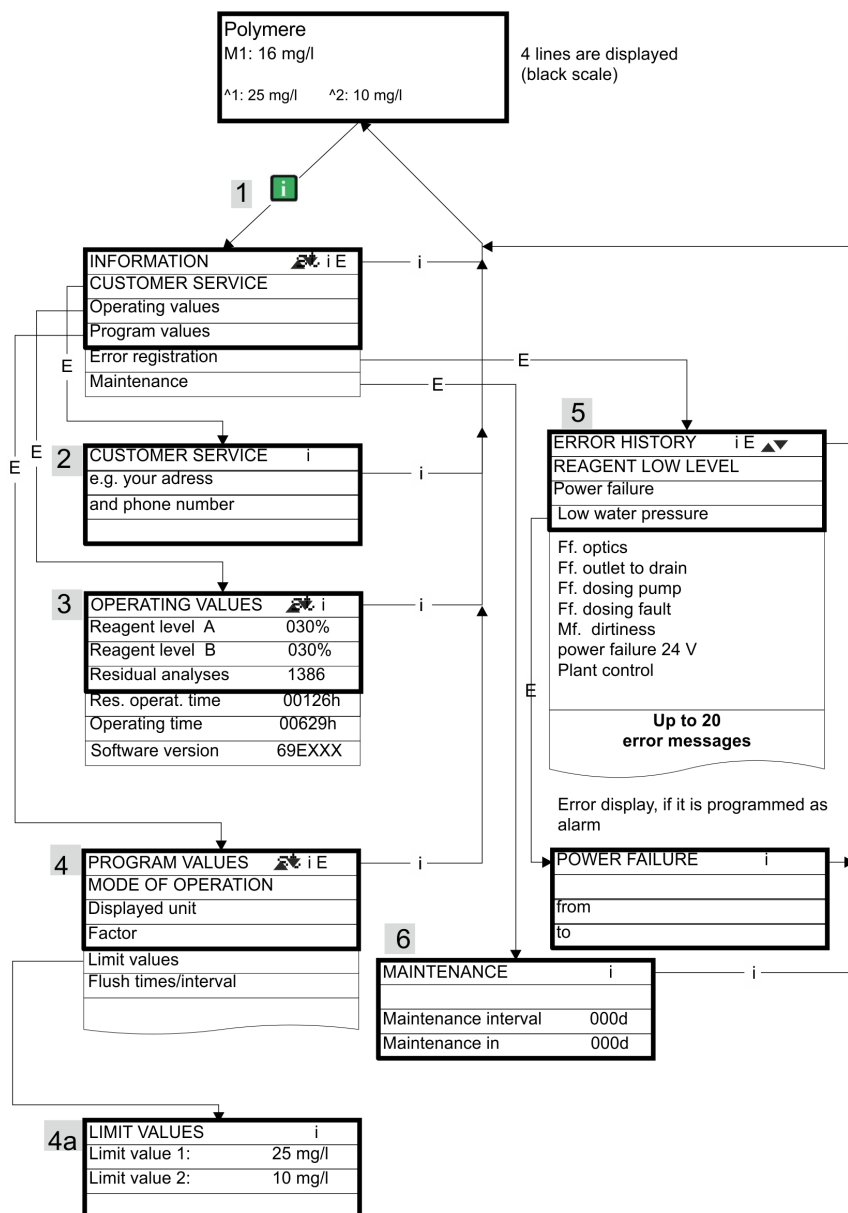 Polymere
M1: 16 mg/l
^1: 25 mg/l ^2: 10 mg/l
4 lines are displayed
(black scale)
1
i
INFORMATION i E
CUSTOMER SERVICE
Operating values
Program values
Error registration
Maintenance
i
E
E
E
E
E
2
CUSTOMER SERVICE i
e.g. your adress
and phone number
i
3
OPERATING VALUES i
Reagent level A 030%
Reagent level B 030%
Residual analyses 1386
Res. operat. time 00126h
Operating time 00629h
Software version 69EXXX
i
4
PROGRAM VALUES i E
MODE OF OPERATION
Displayed unit
Factor
Limit values
Flush times/interval
i
4a
LIMIT VALUES i
Limit value 1: 25 mg/l
Limit value 2: 10 mg/l
5
ERROR HISTORY i E
REAGENT LOW LEVEL
Power failure
Low water pressure
Ff. optics
Ff. outlet to drain
Ff. dosing pump
Ff. dosing fault
Mf. dirtiness
power failure 24 V
Plant control
Up to 20
error messages
E
Error display, if it is programmed as
alarm
POWER FAILURE i
from
to
6
MAINTENANCE i
Maintenance interval 000d
Maintenance in 000d
i